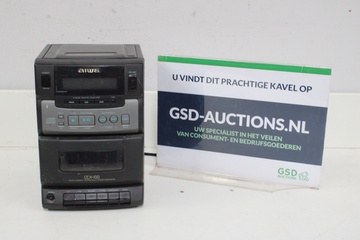 aiwa
U VINDT DIT PRACHTIGE KAVEL OP
GSD-AUCTIONS.NL
UW SPECIALIST IN HET VEILEN
VAN CONSUMENT- EN BEDRIJFSGOEDEREN
GSD